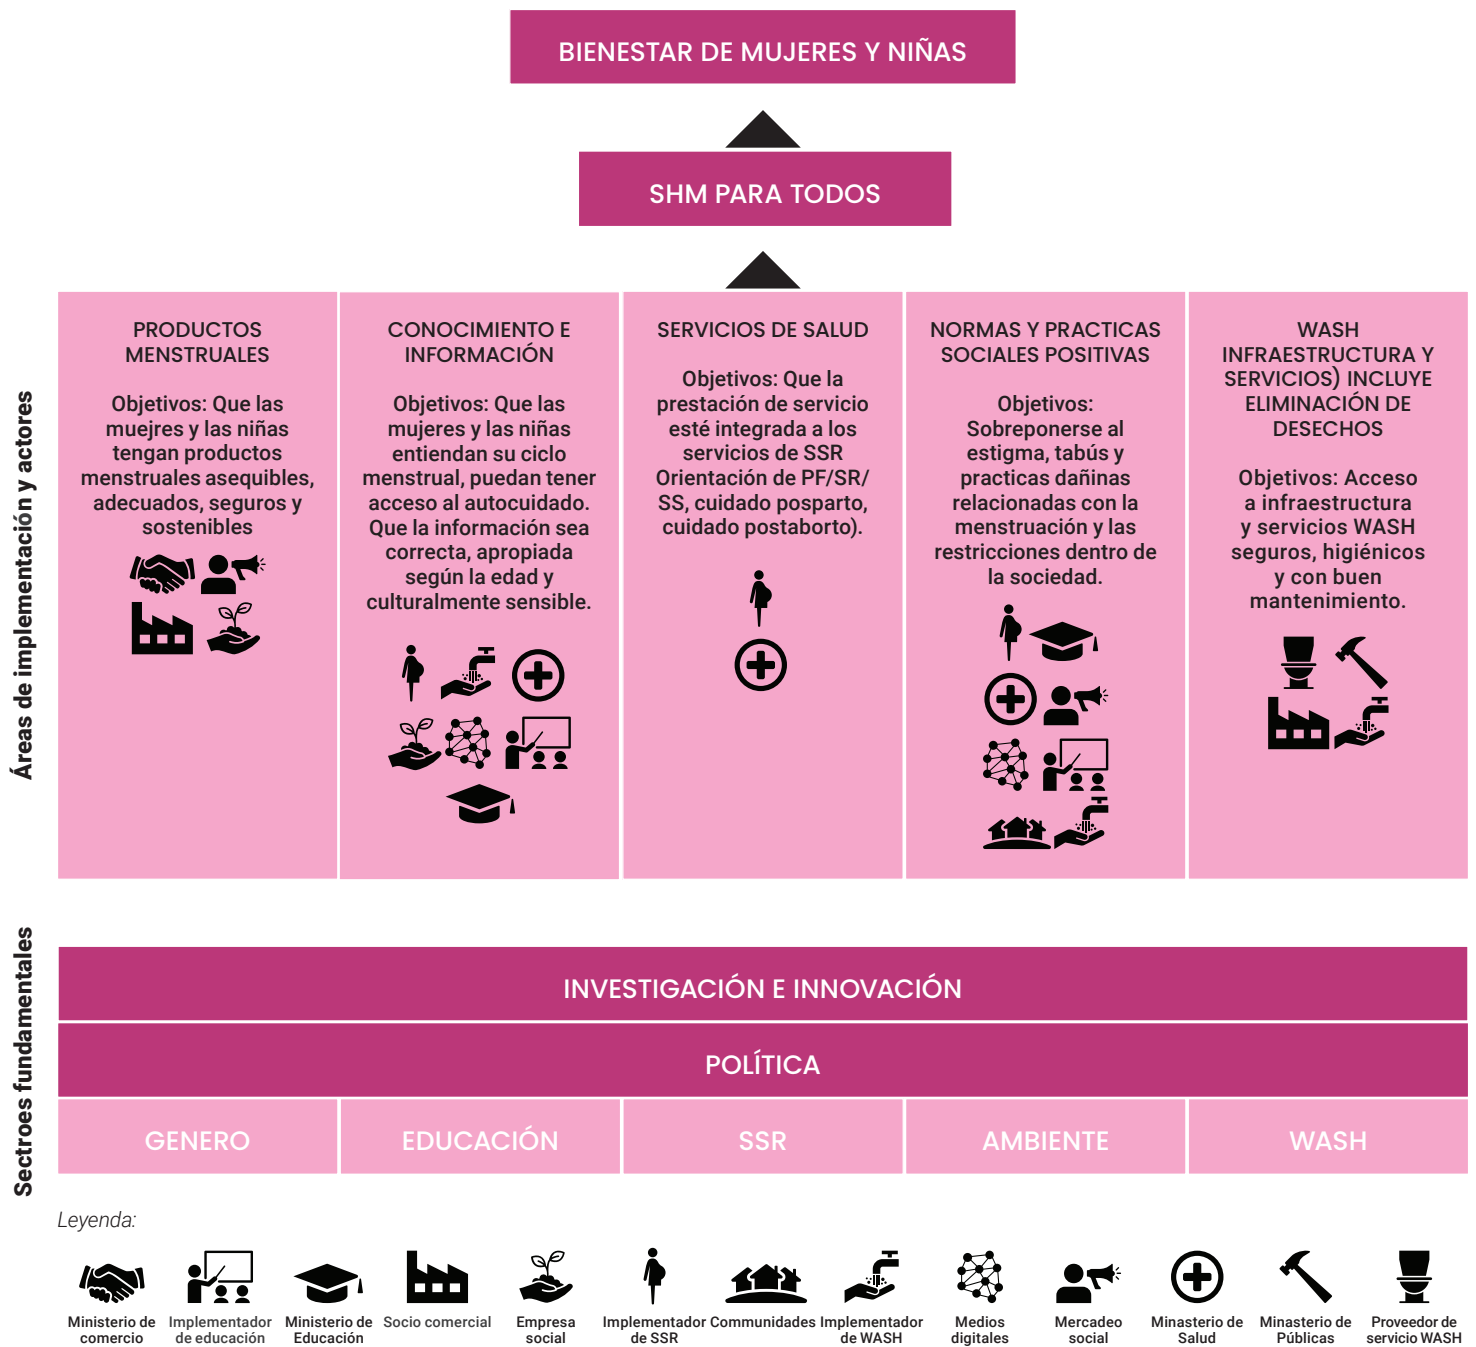 BIENESTAR DE MUJERES Y NIÑAS
SHM PARA TODOS
Áreas de implementación y actores
PRODUCTOS
MENSTRUALES
Objetivos: Que las
muejres y las niñas
tengan productos
menstruales asequibles,
adecuados, seguros y
sostenibles
CONOCIMIENTO E
INFORMACIÓN
Objetivos: Que las
mujeres y las niñas
entiendan su ciclo
menstrual, puedan tener
acceso al autocuidado.
Que la información sea
correcta, apropiada
según la edad y
culturalmente sensible.
SERVICIOS DE SALUD
Objetivos: Que la
prestación de servicio
esté integrada a los
servicios de SSR
Orientación de PF/SR/
SS, cuidado posparto,
cuidado postaborto).
NORMAS Y PRACTICAS
SOCIALES POSITIVAS
Objetivos:
Sobreponerse al
estigma, tabús y
practicas dañinas
relacionadas con la
menstruación y las
restricciones dentro de
la sociedad.
WASH
INFRAESTRUCTURA Y
SERVICIOS) INCLUYE
ELIMINACIÓN DE
DESECHOS
Objetivos: Acceso
a infraestructura
y servicios WASH
seguros, higiénicos
y con buen
mantenimiento.
Sectroes fundamentales
INVESTIGACIÓN E INNOVACIÓN
POLÍTICA
GENERO
EDUCACIÓN
SSR
AMBIENTE
WASH
Leyenda:
Ministerio de
comercio
Implementador
de educación
Ministerio de
Educación
Socio comercial
Empresa
social
Implementador
de SSR
Communidades
Implementador
de WASH
Medios
digitales
Mercadeo
social
Minasterio de
Salud
Minasterio de
Públicas
Proveedor de
servicio WASH